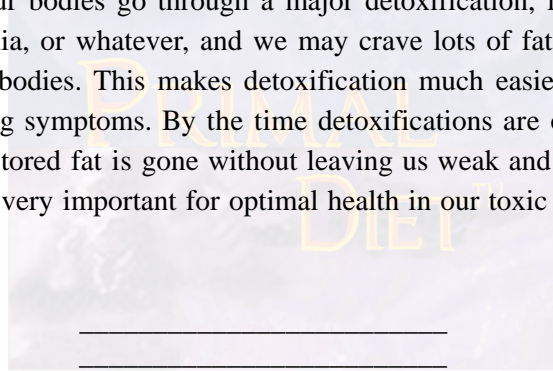 ur bodies go through a major detoxification,
ia, or whatever, and we may crave lots of fat
bodies. This makes detoxification much easie
g symptoms. By the time detoxifications are
PRIMAL
tored fat is gone without leaving us weak and
very important for optimal health in our toxic
DIET™